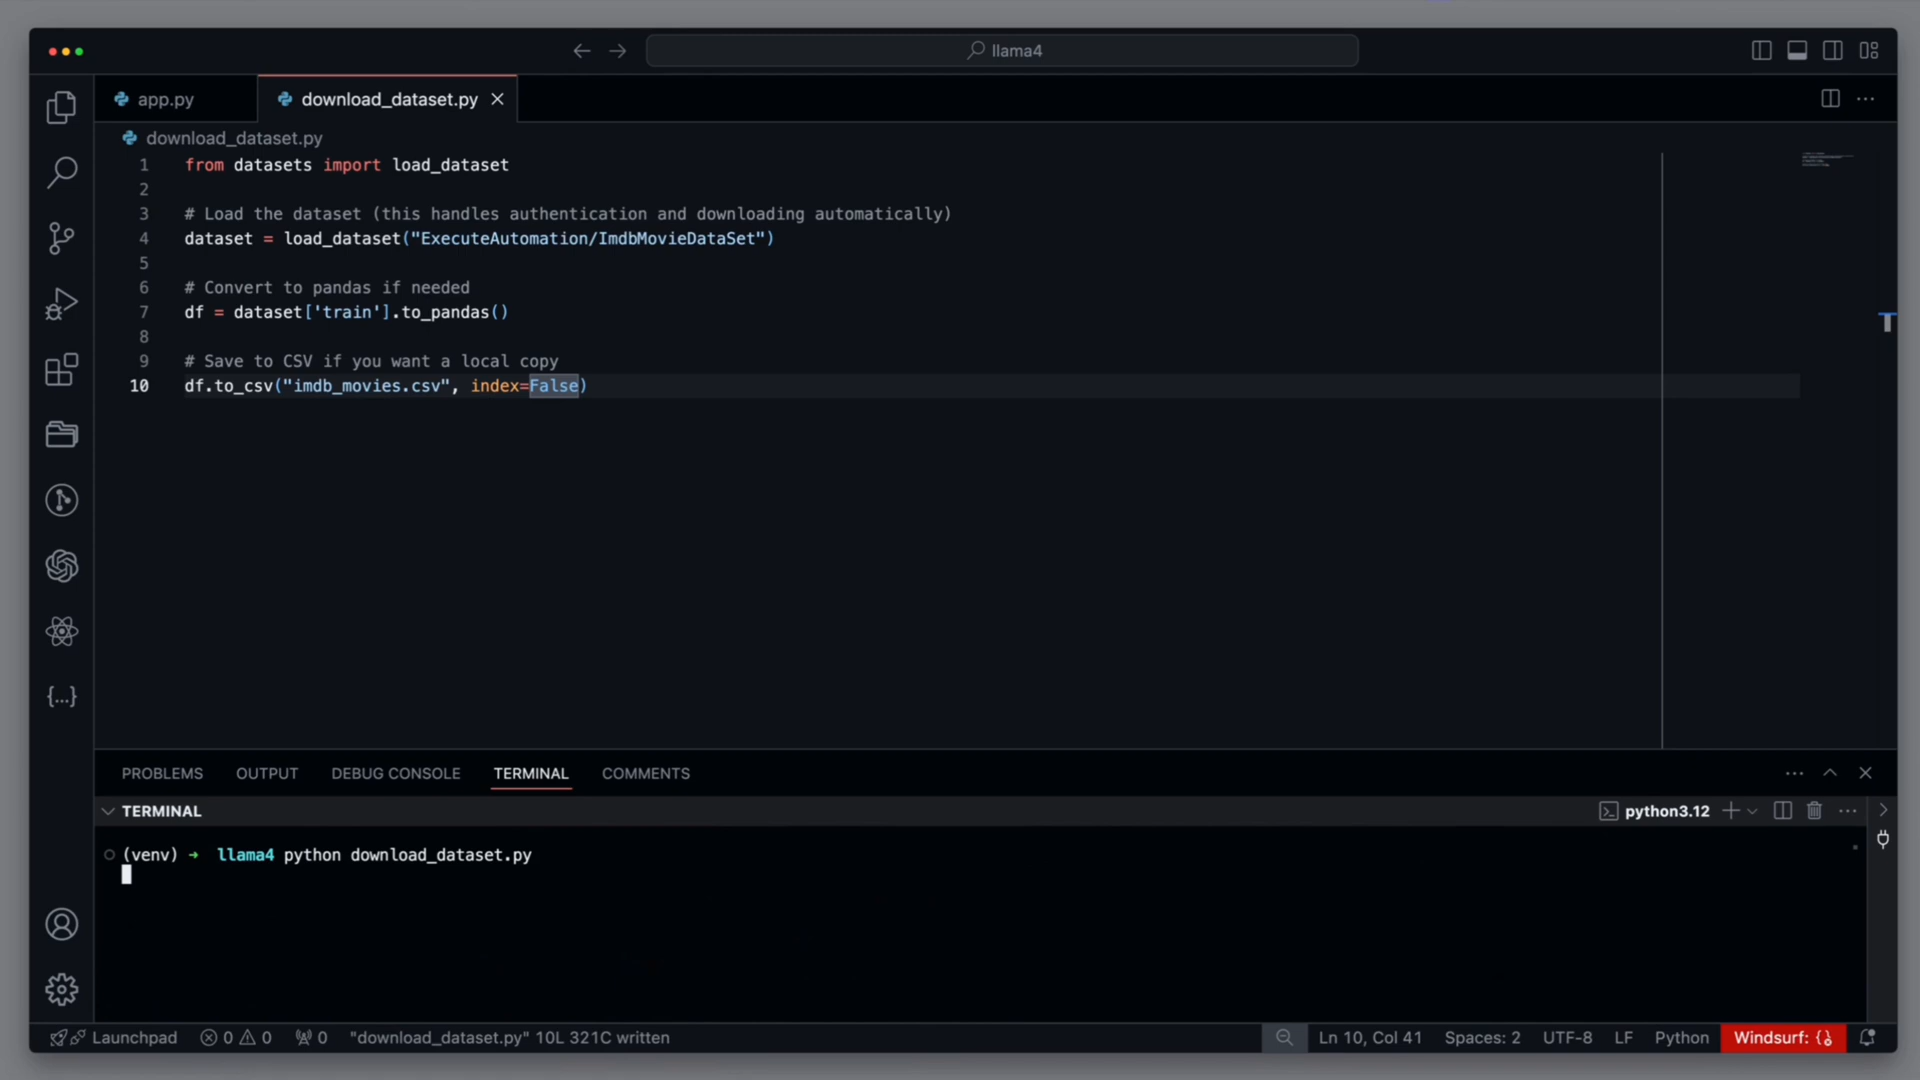 llama4
app.py
download_dataset.py
download_dataset.py
1 from datasets import load_dataset
2
3 # Load the dataset (this handles authentication and downloading automatically)
4 dataset = load_dataset("ExecuteAutomation/ImdbMovieDataSet")
5
6 # Convert to pandas if needed
7 df = dataset['train'].to_pandas()
8
9 # Save to CSV if you want a local copy
10 df.to_csv("imdb_movies.csv", index=False)
PROBLEMS OUTPUT DEBUG CONSOLE TERMINAL COMMENTS
TERMINAL
python3.12
(venv) → llama4 python download_dataset.py
Launchpad 0 0 0 "download_dataset.py" 10L 321C written
Ln 10, Col 41 Spaces: 2 UTF-8 LF Python Windsurf: {}